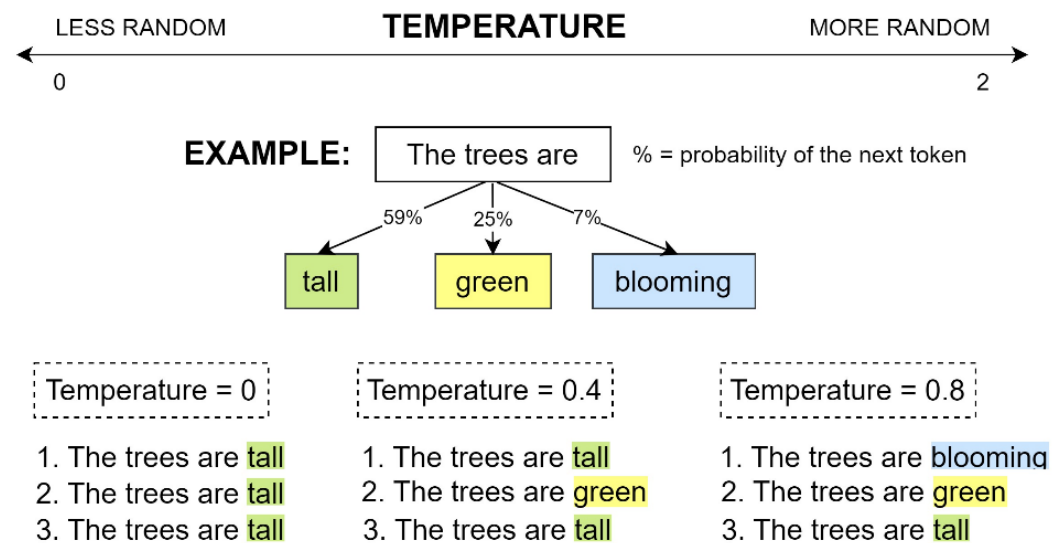 LESS RANDOM TEMPERATURE MORE RANDOM
0 2
EXAMPLE: The trees are % = probability of the next token
59% 25% 7%
tall green blooming
Temperature = 0
1. The trees are tall
2. The trees are tall
3. The trees are tall
Temperature = 0.4
1. The trees are tall
2. The trees are green
3. The trees are tall
Temperature = 0.8
1. The trees are blooming
2. The trees are green
3. The trees are tall